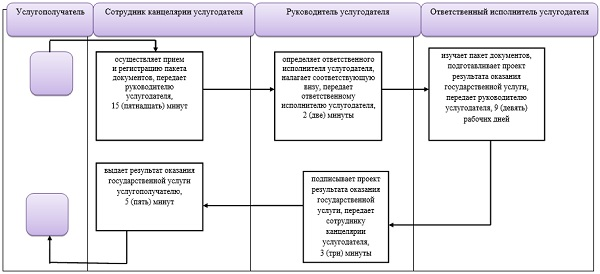 Услугополучатель
Сотрудник канцелярии услугодателя
Руководитель услугодателя
Ответственный исполнитель услугодателя
осуществляет прием
и регистрацию пакета
документов, передает
руководителю
услугодателя,
15 (пятнадцать) минут
определяет ответственного
исполнителя услугодателя,
налагает соответствующую
визу, передает
ответственному
исполнителю услугодателя,
2 (две) минуты
изучает пакет документов,
подготавливает проект
результата оказания
государственной услуги,
передает руководителю
услугодателя, 9 (девять)
рабочих дней
выдает результат оказания
государственной услуги
услугополучателю,
5 (пять) минут
подписывает проект
результата оказания
государственной
услуги, передает
сотруднику
канцелярии
услугодателя,
3 (три) минуты